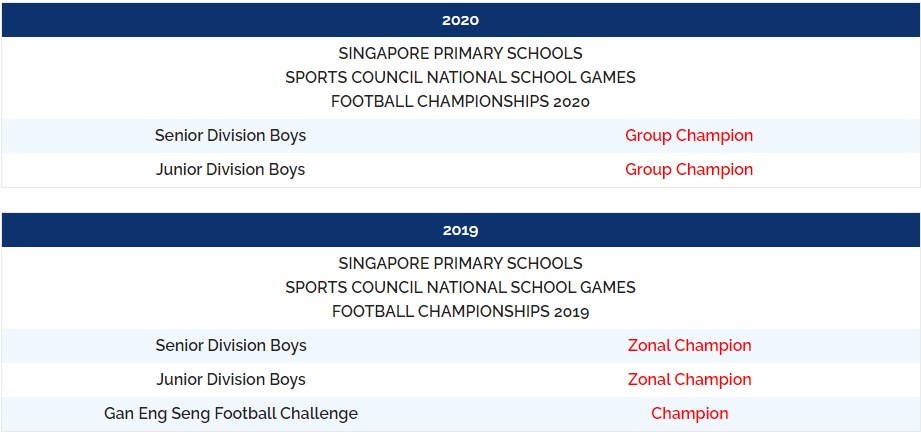 2020
SINGAPORE PRIMARY SCHOOLS
SPORTS COUNCIL NATIONAL SCHOOL GAMES
FOOTBALL CHAMPIONSHIPS 2020
Senior Division Boys Group Champion
Junior Division Boys Group Champion
2019
SINGAPORE PRIMARY SCHOOLS
SPORTS COUNCIL NATIONAL SCHOOL GAMES
FOOTBALL CHAMPIONSHIPS 2019
Senior Division Boys Zonal Champion
Junior Division Boys Zonal Champion
Gan Eng Seng Football Challenge Champion